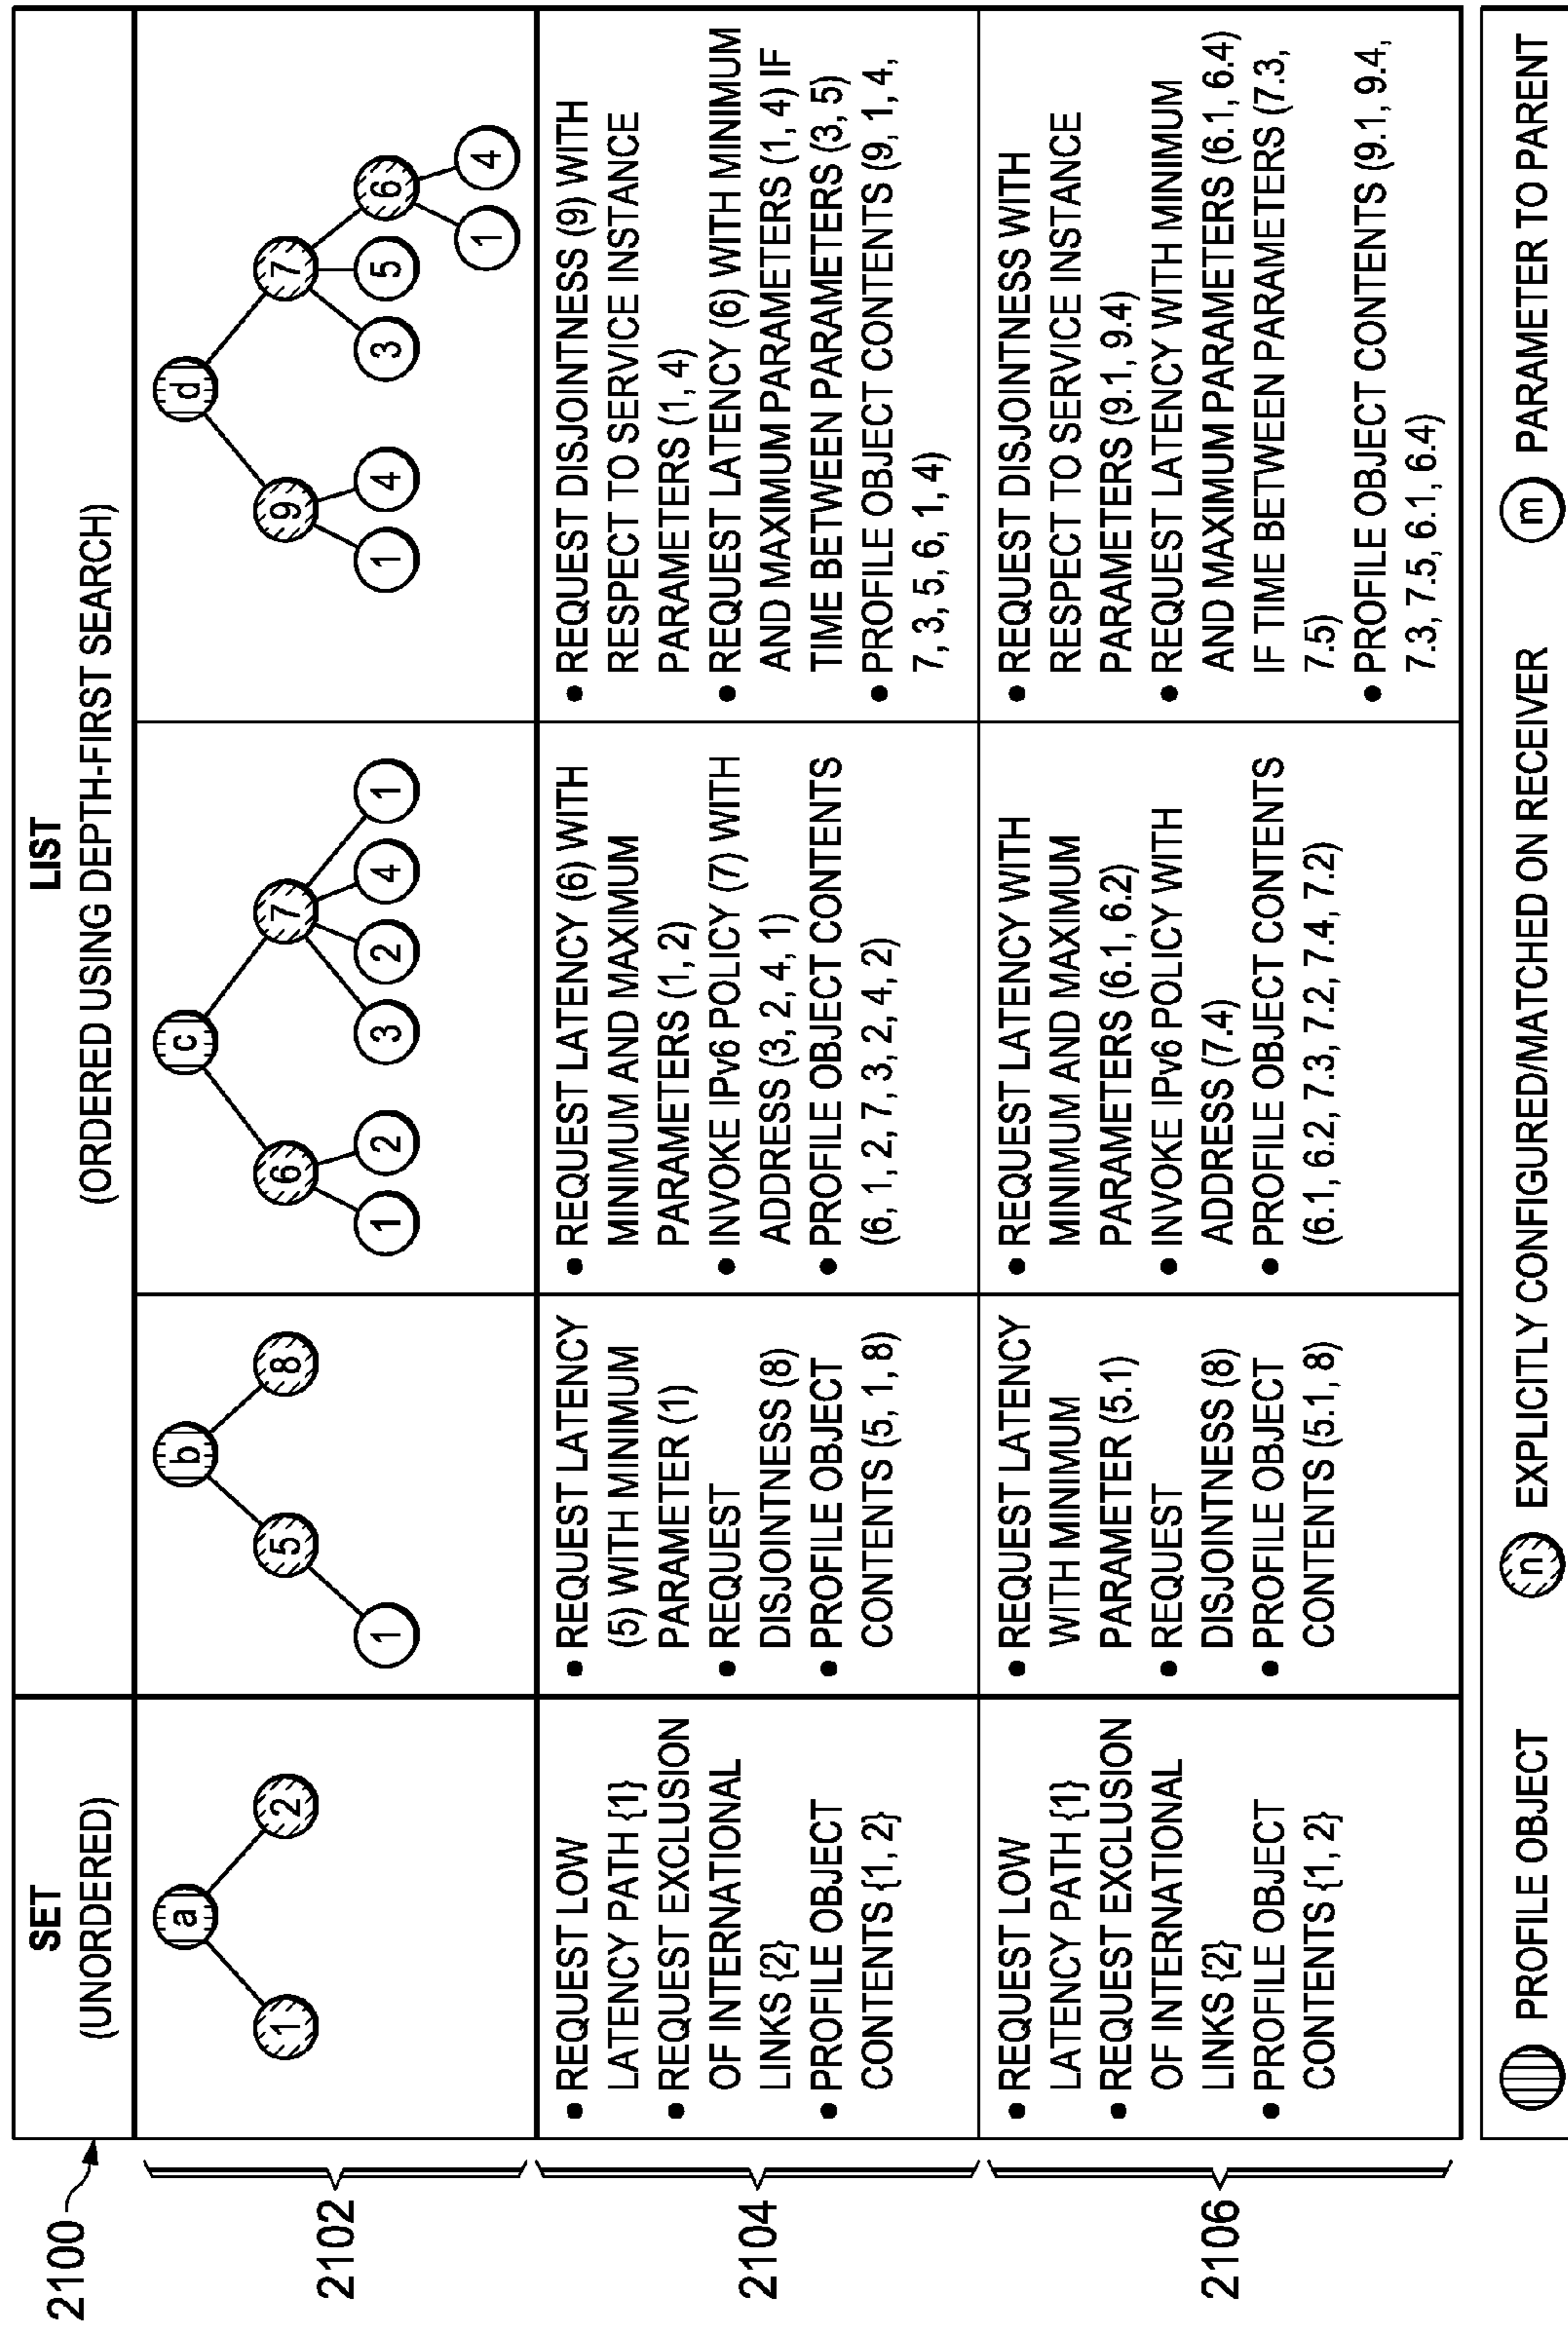 2100
SET
(UNORDERED)
LIST
(ORDERED USING DEPTH-FIRST SEARCH)
2102
a
1
2
b
5
8
1
c
6
7
1
2
3
2
4
1
d
9
7
1
4
3
5
6
1
4
2104
• REQUEST LOW
LATENCY PATH {1}
• REQUEST EXCLUSION
OF INTERNATIONAL
LINKS {2}
• PROFILE OBJECT
CONTENTS {1, 2}
• REQUEST LATENCY
(5) WITH MINIMUM
PARAMETER (1)
• REQUEST
DISJOINTNESS (8)
• PROFILE OBJECT
CONTENTS (5, 1, 8)
• REQUEST LATENCY (6) WITH
MINIMUM AND MAXIMUM
PARAMETERS (1, 2)
• INVOKE IPv6 POLICY (7) WITH
ADDRESS (3, 2, 4, 1)
• PROFILE OBJECT CONTENTS
(6, 1, 2, 7, 3, 2, 4, 2)
• REQUEST DISJOINTNESS (9) WITH
RESPECT TO SERVICE INSTANCE
PARAMETERS (1, 4)
• REQUEST LATENCY (6) WITH MINIMUM
AND MAXIMUM PARAMETERS (1, 4) IF
TIME BETWEEN PARAMETERS (3, 5)
• PROFILE OBJECT CONTENTS (9, 1, 4,
7, 3, 5, 6, 1, 4)
2106
• REQUEST LOW
LATENCY PATH {1}
• REQUEST EXCLUSION
OF INTERNATIONAL
LINKS {2}
• PROFILE OBJECT
CONTENTS {1, 2}
• REQUEST LATENCY
WITH MINIMUM
PARAMETER (5.1)
• REQUEST
DISJOINTNESS (8)
• PROFILE OBJECT
CONTENTS (5.1, 8)
• REQUEST LATENCY WITH
MINIMUM AND MAXIMUM
PARAMETERS (6.1, 6.2)
• INVOKE IPv6 POLICY WITH
ADDRESS (7.4)
• PROFILE OBJECT CONTENTS
(6.1, 6.2, 7.3, 7.2, 7.4, 7.2)
• REQUEST DISJOINTNESS WITH
RESPECT TO SERVICE INSTANCE
PARAMETERS (9.1, 9.4)
• REQUEST LATENCY WITH MINIMUM
AND MAXIMUM PARAMETERS (6.1, 6.4)
IF TIME BETWEEN PARAMETERS (7.3,
7.5)
• PROFILE OBJECT CONTENTS (9.1, 9.4,
7.3, 7.5, 6.1, 6.4)
PROFILE OBJECT
n EXPLICITLY CONFIGURED/MATCHED ON RECEIVER
m PARAMETER TO PARENT